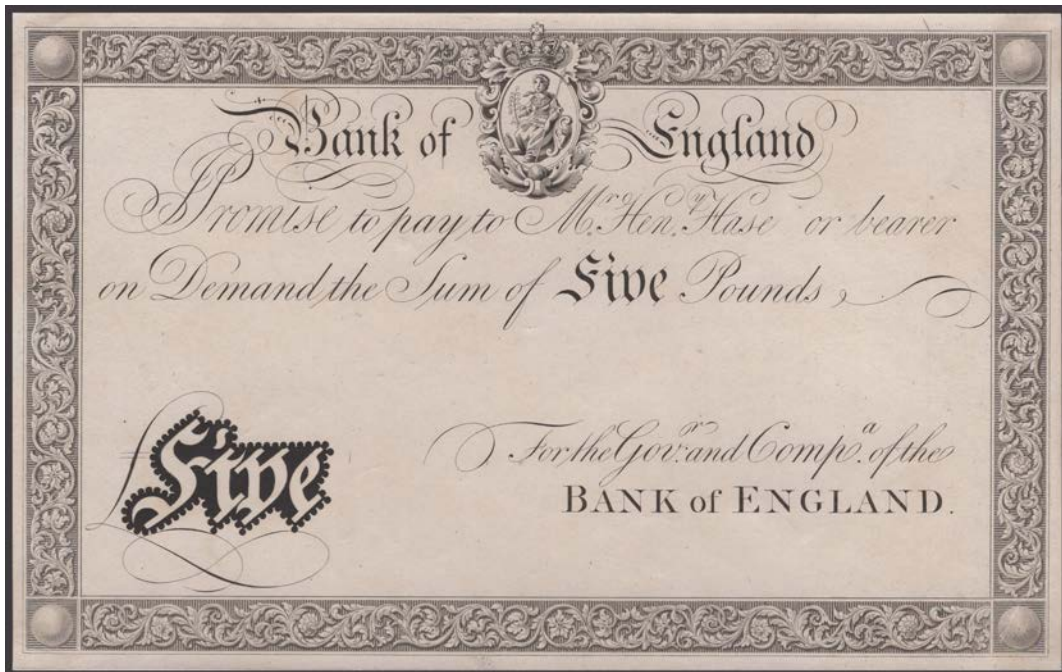 Bank of England
I Promise to pay to Mr. Heny. Hase or bearer
on Demand the Sum of Five Pounds
£Five
For the Govr. and Compa. of the
BANK of ENGLAND.